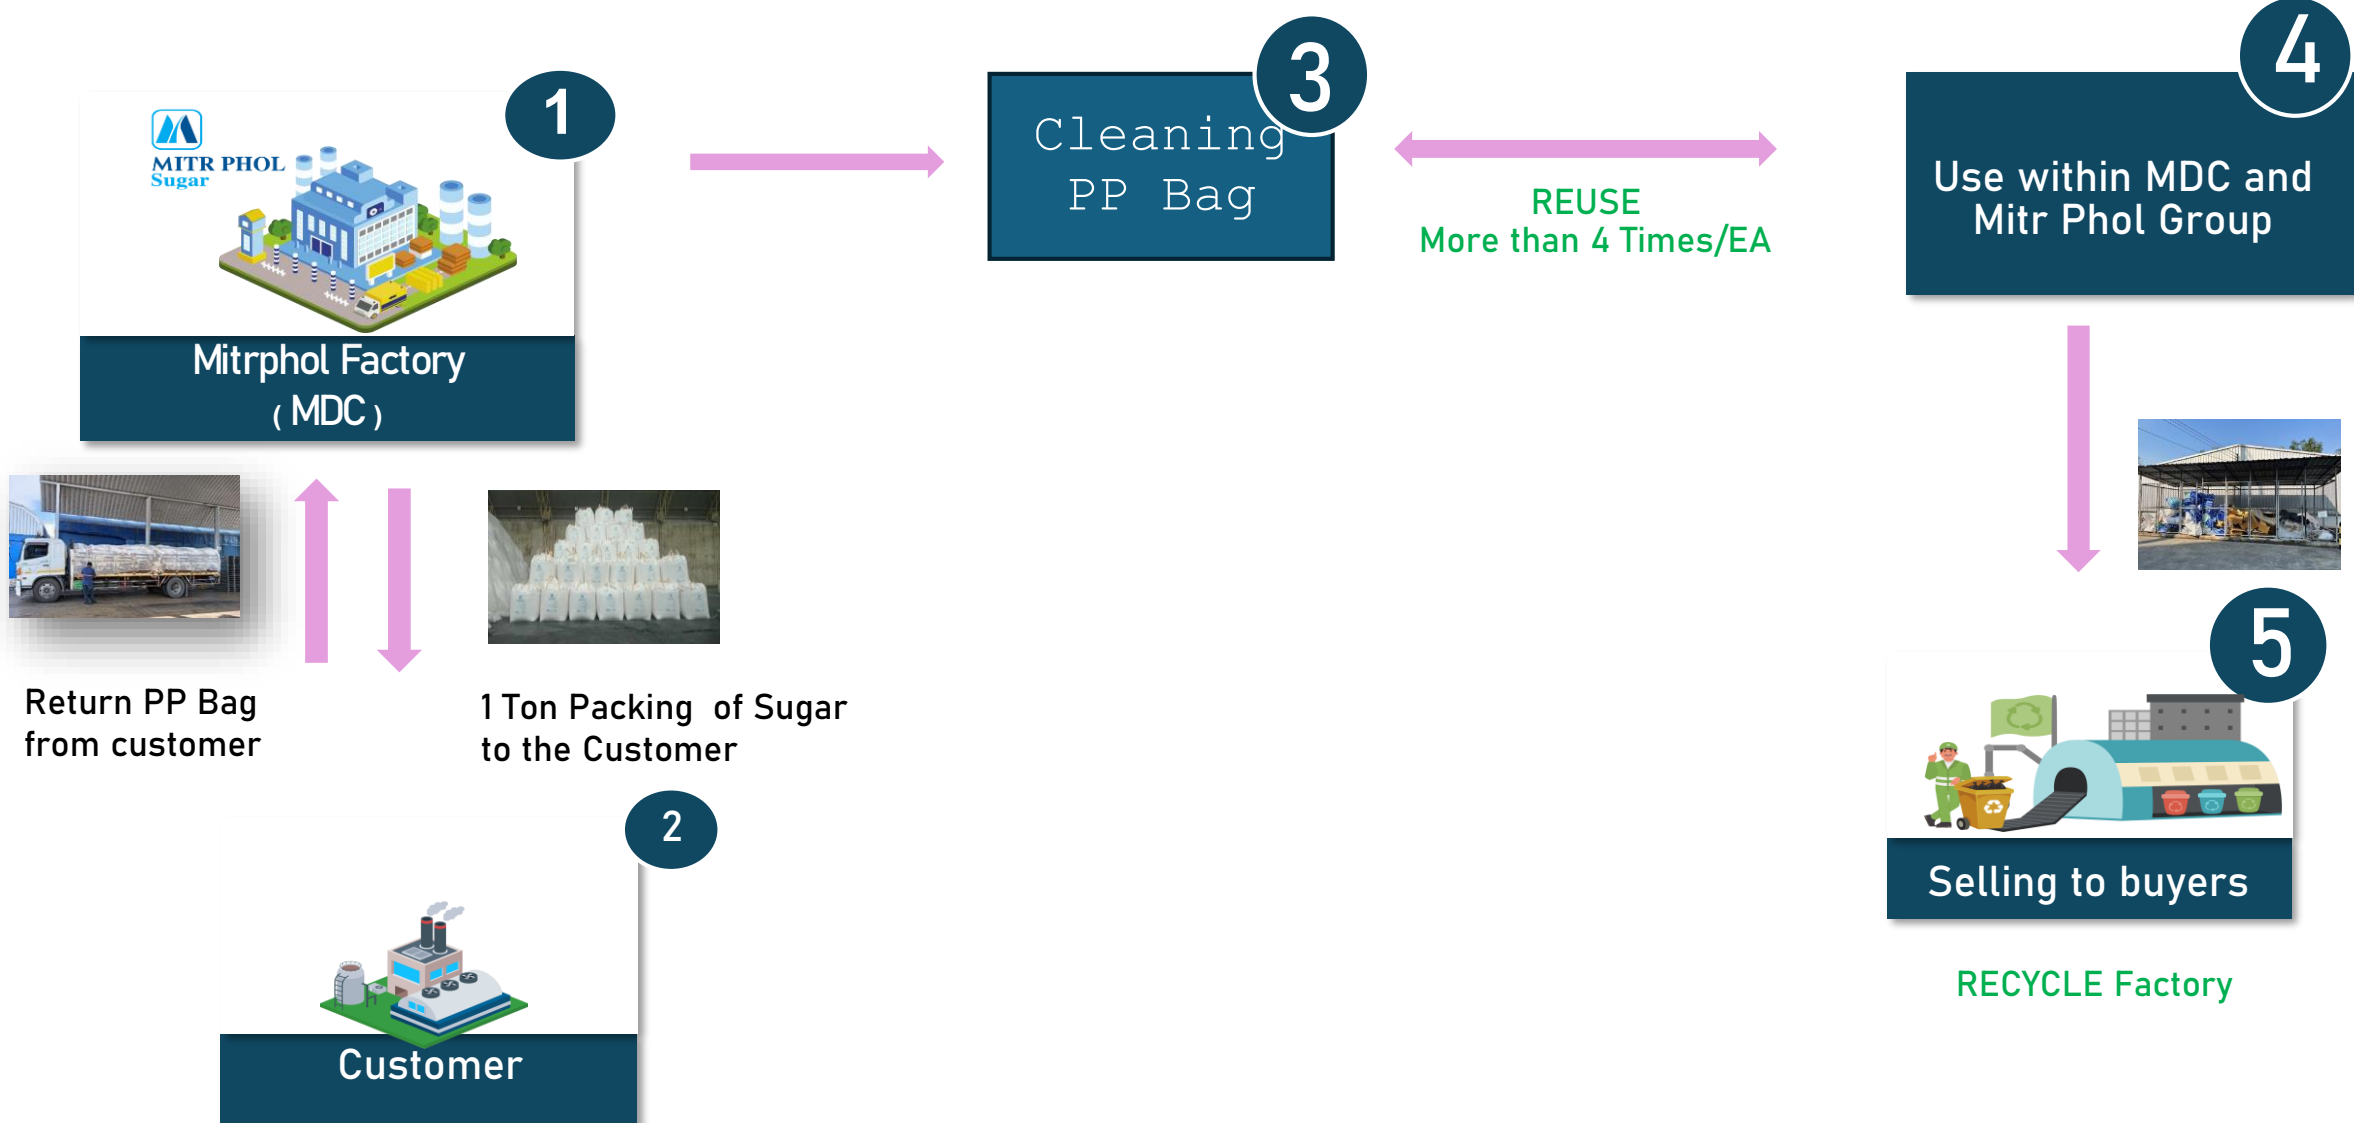 1
MITR PHOL
Sugar
Mitrphol Factory
( MDC )
Return PP Bag
from customer
1 Ton Packing of Sugar
to the Customer
2
Customer
3
Cleaning
PP Bag
REUSE
More than 4 Times/EA
4
Use within MDC and
Mitr Phol Group
5
Selling to buyers
RECYCLE Factory